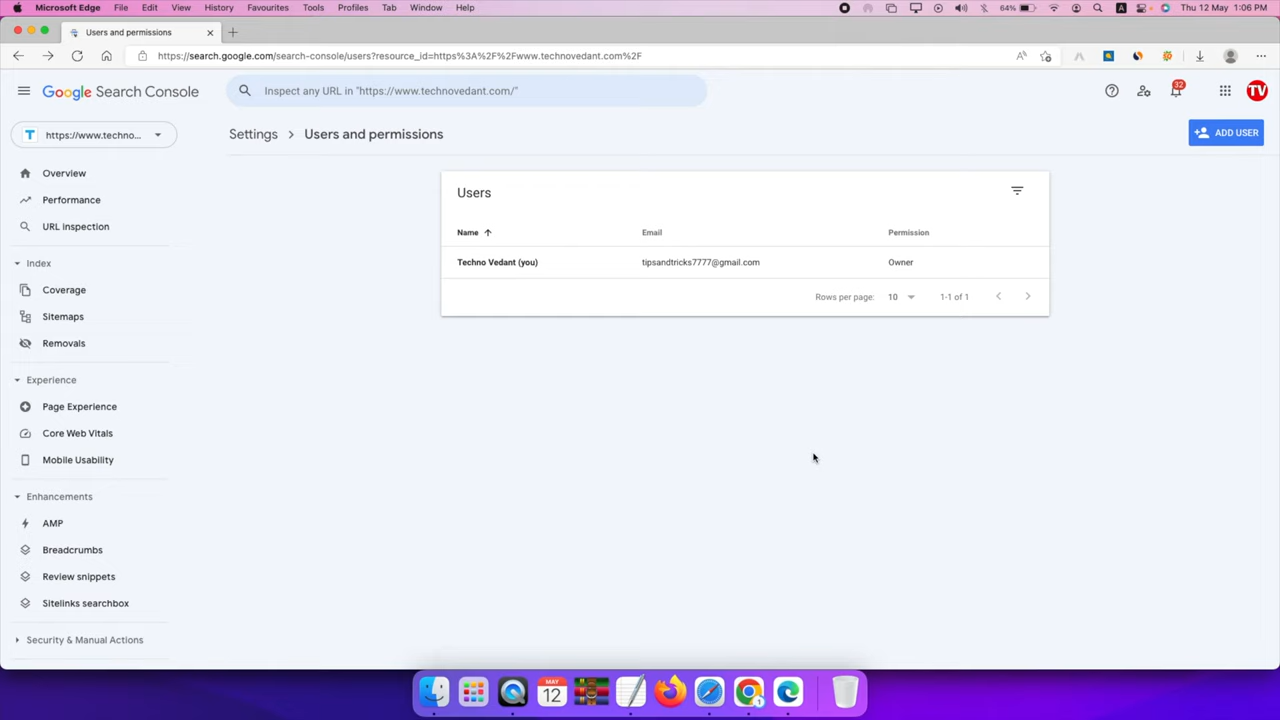 Microsoft Edge File Edit View History Favourites Tools Profiles Tab Window Help 64% Thu 12 May 1:06 PM
Users and permissions
https://search.google.com/search-console/users?resource_id=https%3A%2F%2Fwww.technovedant.com%2F
Google Search Console
Inspect any URL in "https://www.technovedant.com/"
32
TV
T https://www.techno...
Settings > Users and permissions
ADD USER
Overview
Performance
URL inspection
Index
Coverage
Sitemaps
Removals
Experience
Page Experience
Core Web Vitals
Mobile Usability
Enhancements
AMP
Breadcrumbs
Review snippets
Sitelinks searchbox
Security & Manual Actions
Users
Name Email Permission
Techno Vedant (you) tipsandtricks7777@gmail.com Owner
Rows per page: 10 1-1 of 1
MAY
12
1